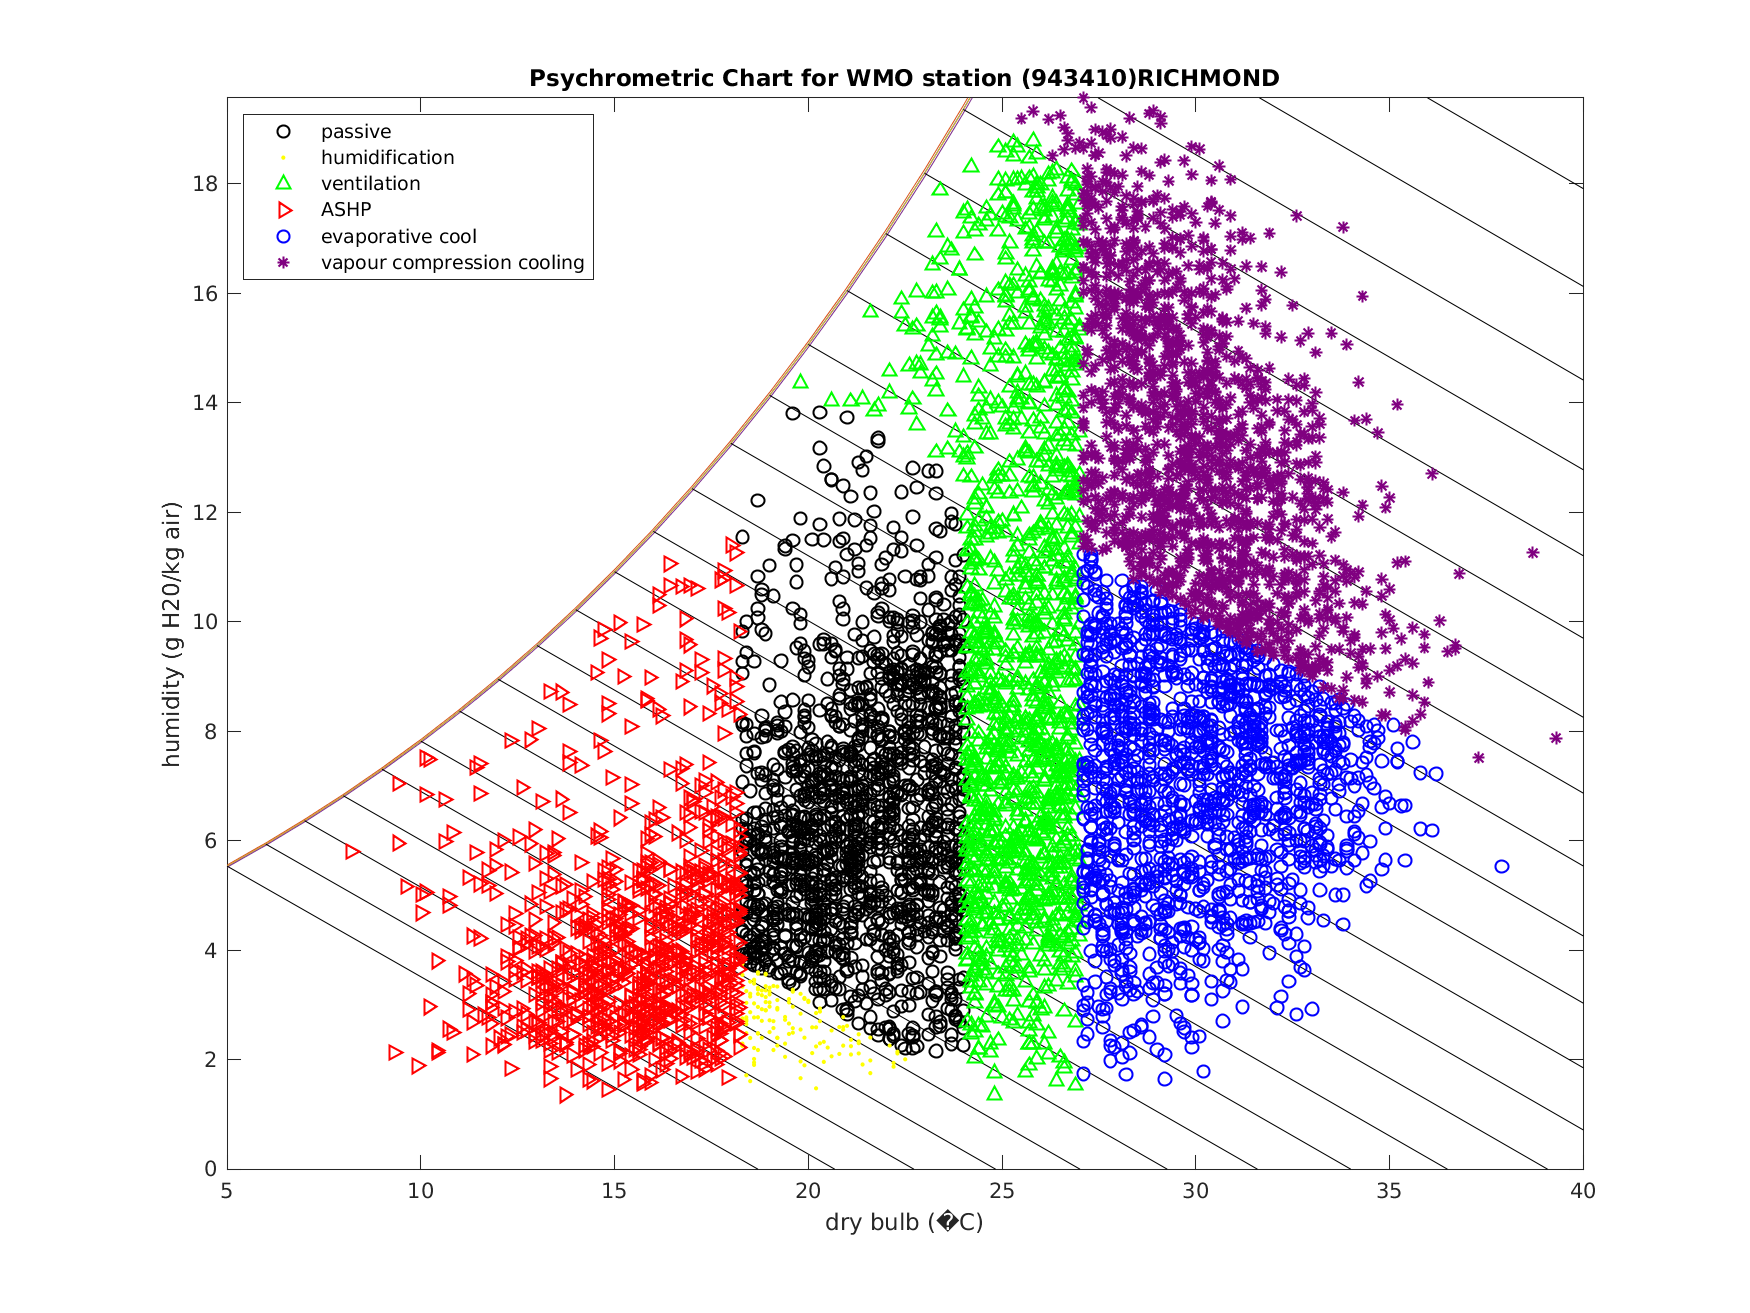 Psychrometric Chart for WMO station (943410)RICHMOND
passive
humidification
ventilation
ASHP
evaporative cool
vapour compression cooling
humidity (g H20/kg air)
18
16
14
12
10
8
6
4
2
0
5 10 15 20 25 30 35 40
dry bulb (�C)